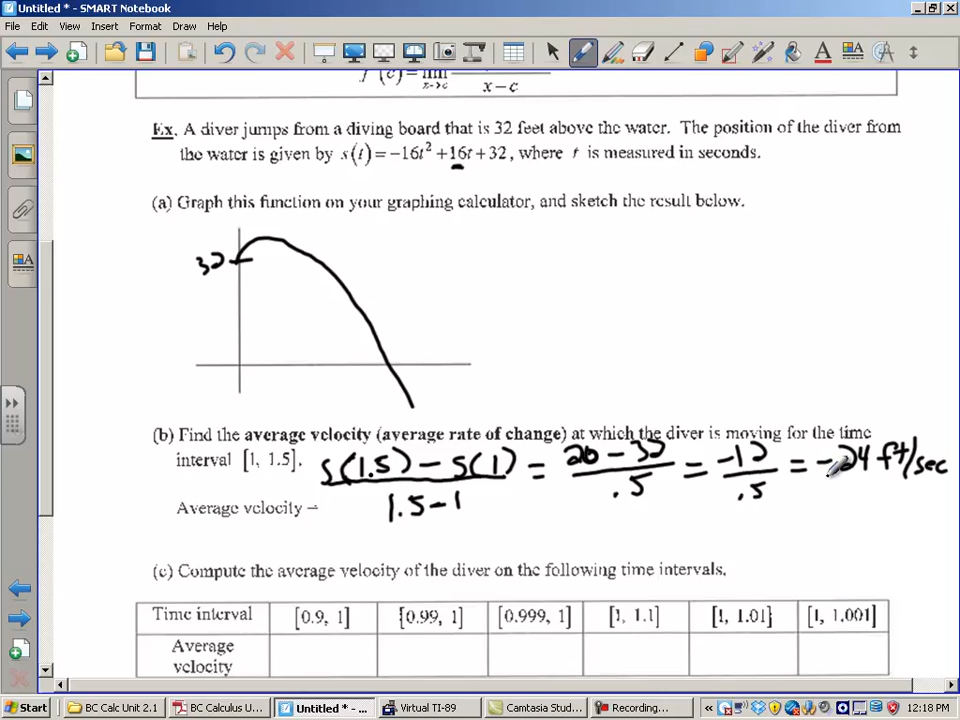 Untitled * - SMART Notebook
File Edit View Insert Format Draw Help
f '(c) = lim
x→c
x − c
Ex. A diver jumps from a diving board that is 32 feet above the water. The position of the diver from
the water is given by s(t) = −16t² + 16t + 32, where t is measured in seconds.
(a) Graph this function on your graphing calculator, and sketch the result below.
32
(b) Find the average velocity (average rate of change) at which the diver is moving for the time
interval [1, 1.5].
s(1.5) − s(1) / 1.5 − 1 = 20 − 32 / .5 = −12 / .5 = −24 ft/sec
Average velocity =
(c) Compute the average velocity of the diver on the following time intervals.
Time interval [0.9, 1] [0.99, 1] [0.999, 1] [1, 1.1] [1, 1.01] [1, 1.001]
Average
velocity
Start BC Calc Unit 2.1 BC Calculus U... Untitled * - ... Virtual TI-89 Camtasia Stud... Recording... 12:18 PM